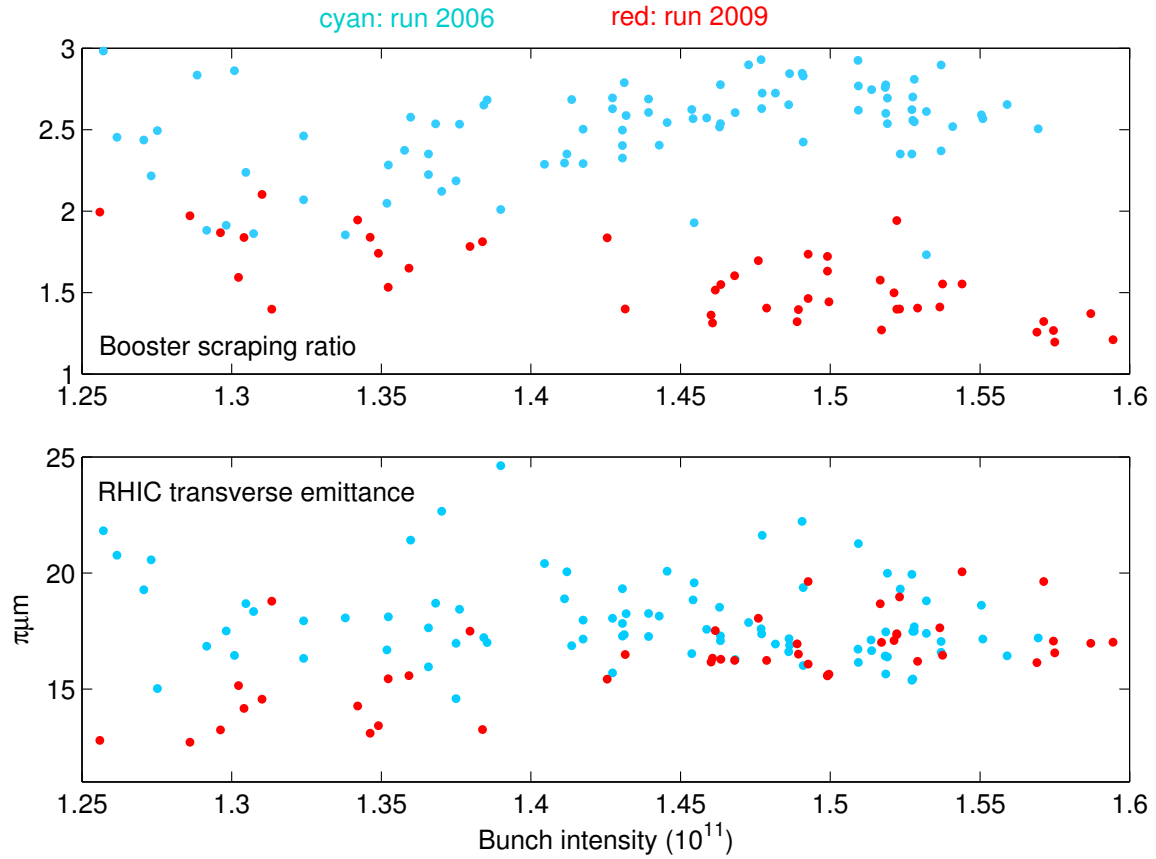 cyan: run 2006 red: run 2009
3
2.5
2
1.5
1
Booster scraping ratio
1.25 1.3 1.35 1.4 1.45 1.5 1.55 1.6
25
20
15
πμm
RHIC transverse emittance
1.25 1.3 1.35 1.4 1.45 1.5 1.55 1.6
Bunch intensity (10¹¹)